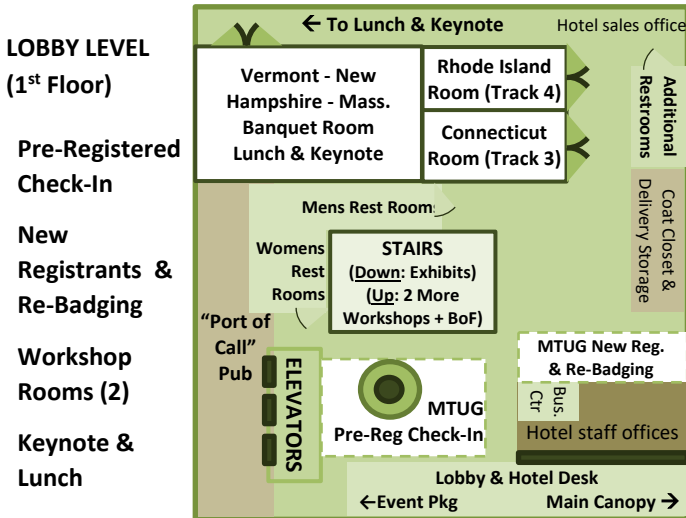 LOBBY LEVEL
(1st Floor)
Pre-Registered
Check-In
New
Registrants &
Re-Badging
Workshop
Rooms (2)
Keynote &
Lunch
← To Lunch & Keynote
Hotel sales office
Vermont - New
Hampshire - Mass.
Banquet Room
Lunch & Keynote
Rhode Island
Room (Track 4)
Connecticut
Room (Track 3)
Additional
Restrooms
Coat Closet &
Delivery Storage
Mens Rest Rooms
Womens
Rest
Rooms
STAIRS
(Down: Exhibits)
(Up: 2 More
Workshops + BoF)
“Port of
Call”
Pub
ELEVATORS
MTUG
Pre-Reg Check-In
MTUG New Reg.
& Re-Badging
Bus.
Ctr
Hotel staff offices
Lobby & Hotel Desk
←Event Pkg
Main Canopy →